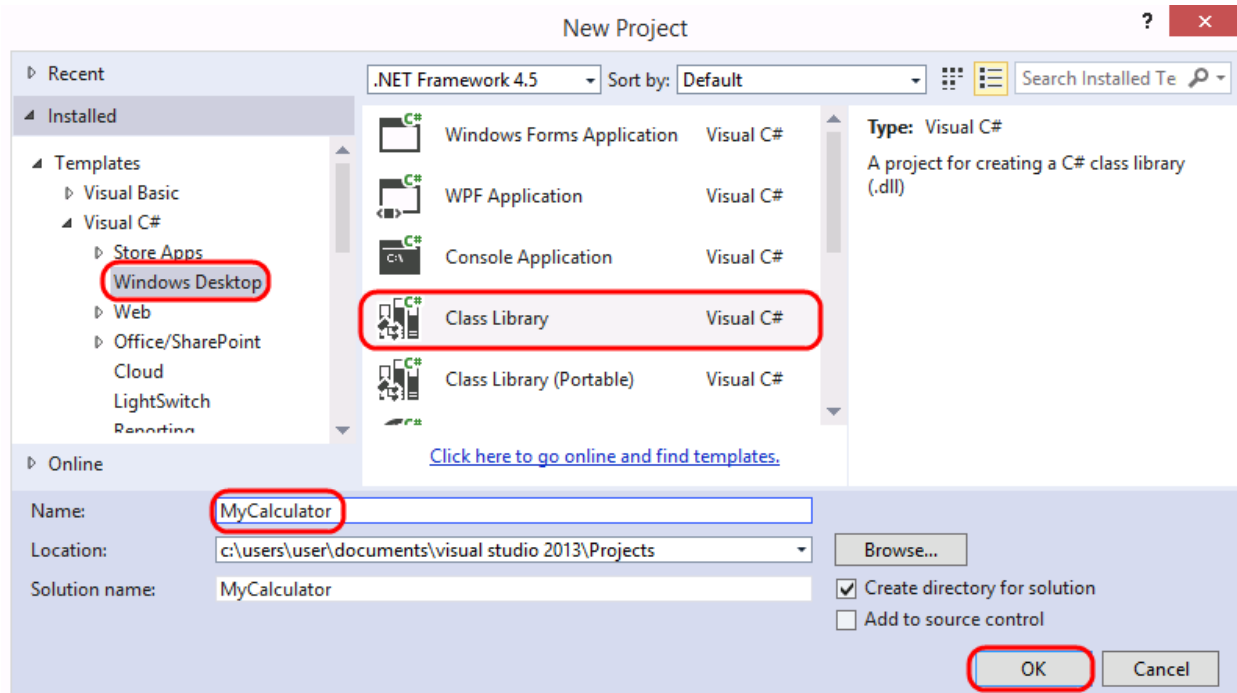 New Project
?
×
Recent
Installed
Templates
Visual Basic
Visual C#
Store Apps
Windows Desktop
Web
Office/SharePoint
Cloud
LightSwitch
Reporting
Online
.NET Framework 4.5
Sort by: Default
Search Installed Te
C# Windows Forms Application Visual C#
C# WPF Application Visual C#
C# C:\ Console Application Visual C#
C# Class Library Visual C#
C# Class Library (Portable) Visual C#
C#
Click here to go online and find templates.
Type: Visual C#
A project for creating a C# class library
(.dll)
Name: MyCalculator
Location: c:\users\user\documents\visual studio 2013\Projects
Browse...
Solution name: MyCalculator
Create directory for solution
Add to source control
OK Cancel